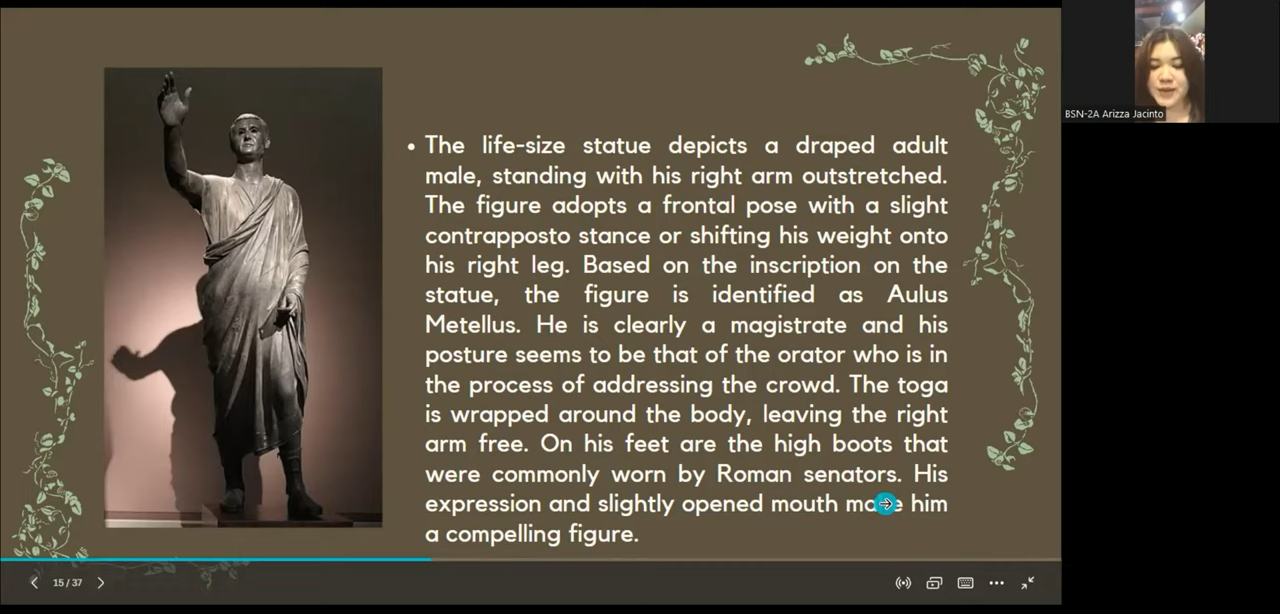 • The life-size statue depicts a draped adult
male, standing with his right arm outstretched.
The figure adopts a frontal pose with a slight
contrapposto stance or shifting his weight onto
his right leg. Based on the inscription on the
statue, the figure is identified as Aulus
Metellus. He is clearly a magistrate and his
posture seems to be that of the orator who is in
the process of addressing the crowd. The toga
is wrapped around the body, leaving the right
arm free. On his feet are the high boots that
were commonly worn by Roman senators. His
expression and slightly opened mouth make him
a compelling figure.
15 / 37
BSN-2A Arizza Jacinto